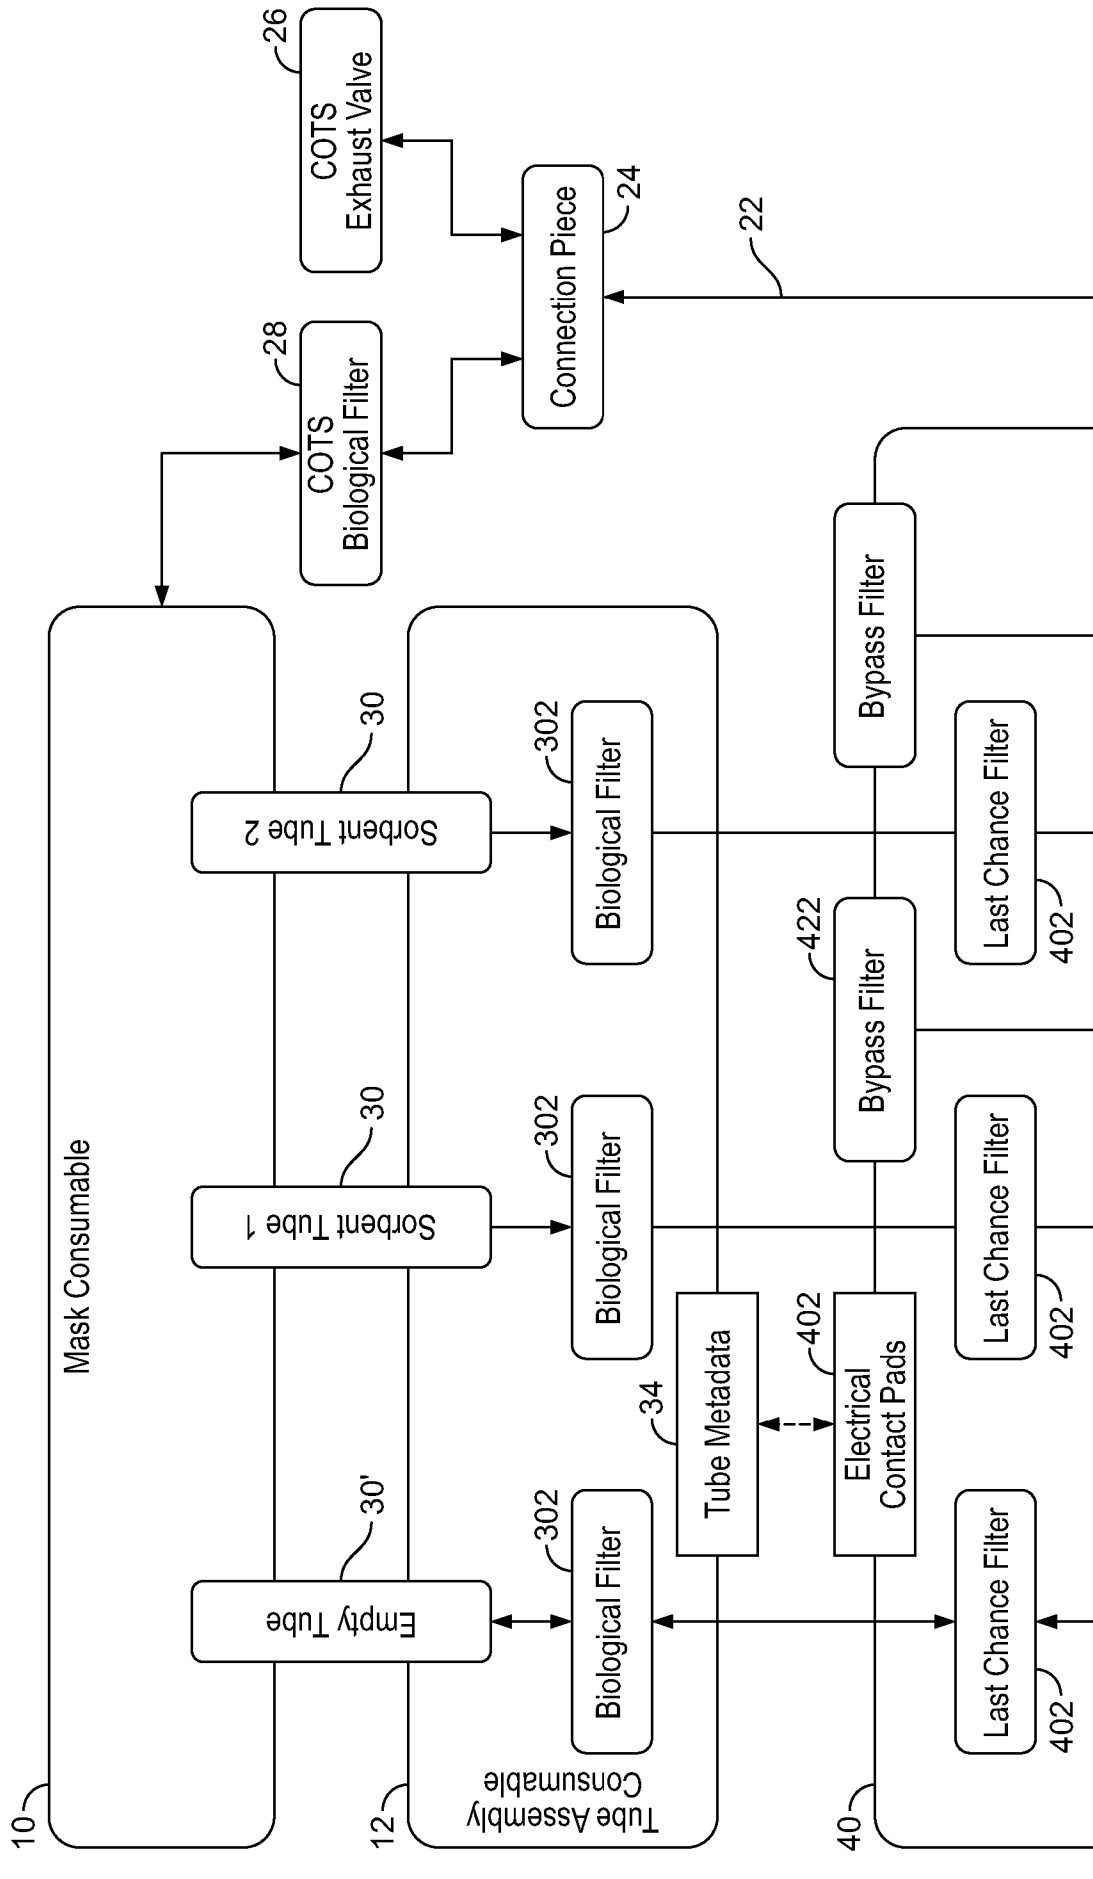 10
Mask Consumable
Empty Tube
30'
Sorbent Tube 1
30
Sorbent Tube 2
30
COTS
Biological Filter
28
COTS
Exhaust Valve
26
Connection Piece
24
22
12
Tube Assembly
Consumable
Biological Filter
302
Biological Filter
302
Biological Filter
302
Tube Metadata
34
40
Electrical
Contact Pads
402
Bypass Filter
422
Bypass Filter
Last Chance Filter
402
Last Chance Filter
402
Last Chance Filter
402